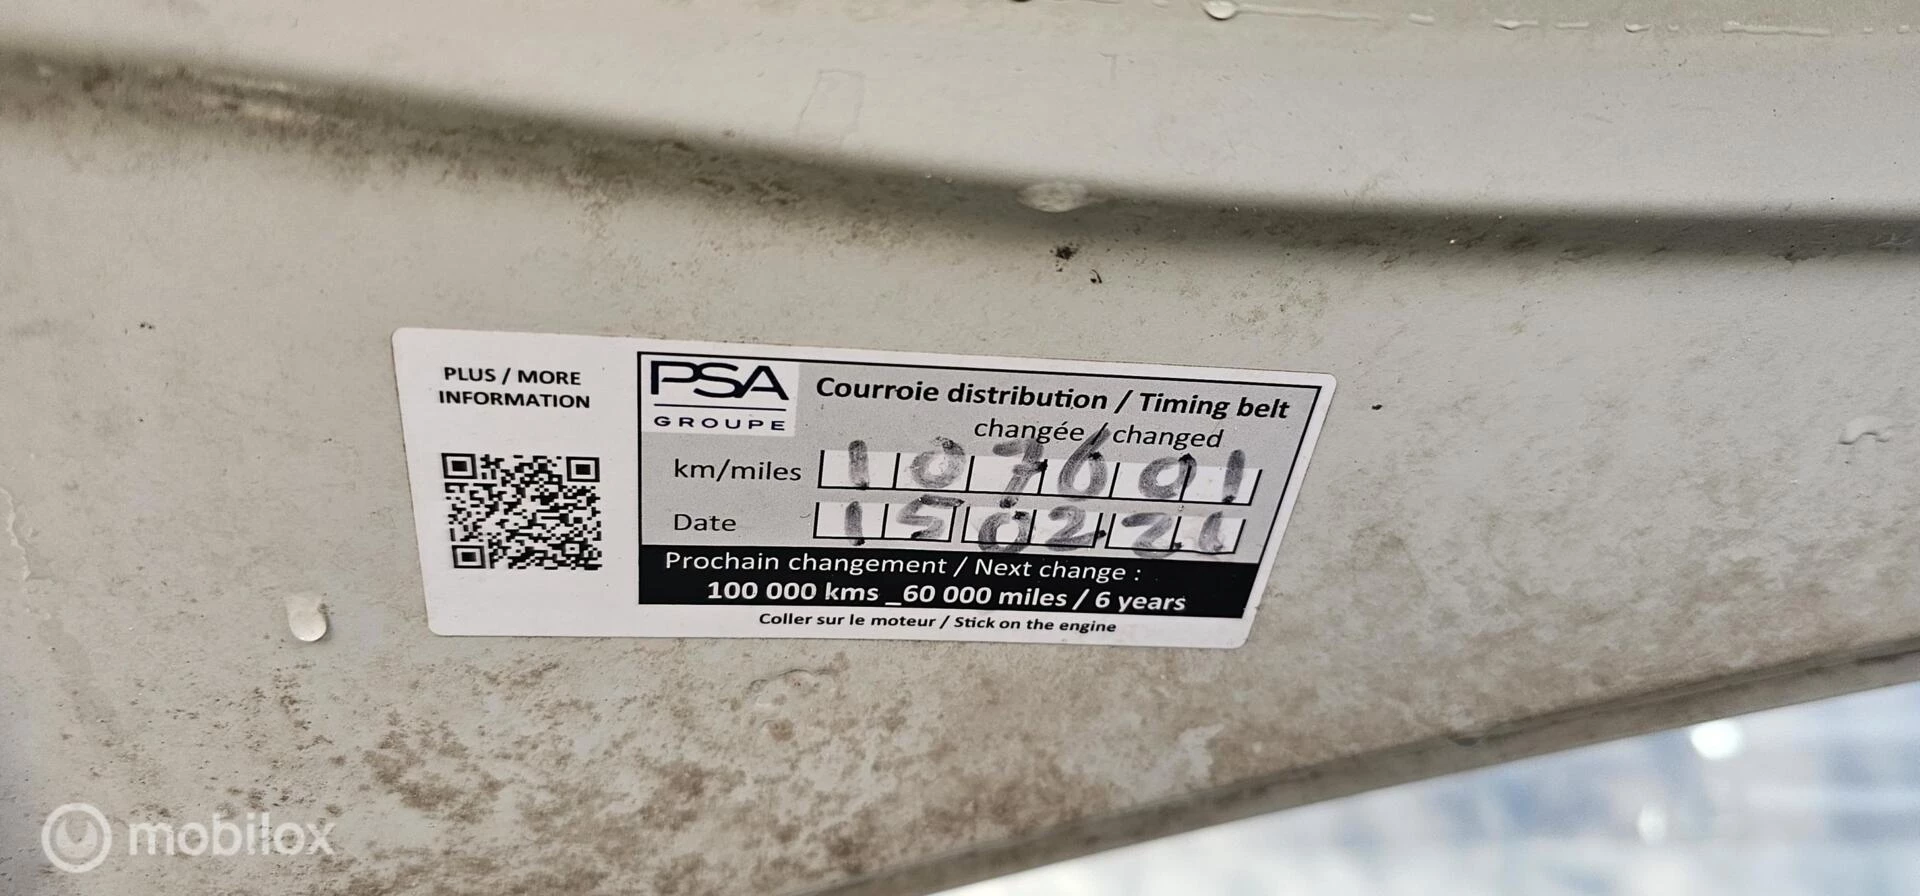 PLUS / MORE
INFORMATION
PSA
GROUPE
Courroie distribution / Timing belt
changée / changed
km/miles 107601
Date 150221
Prochain changement / Next change :
100 000 kms _60 000 miles / 6 years
Coller sur le moteur / Stick on the engine
mobilox